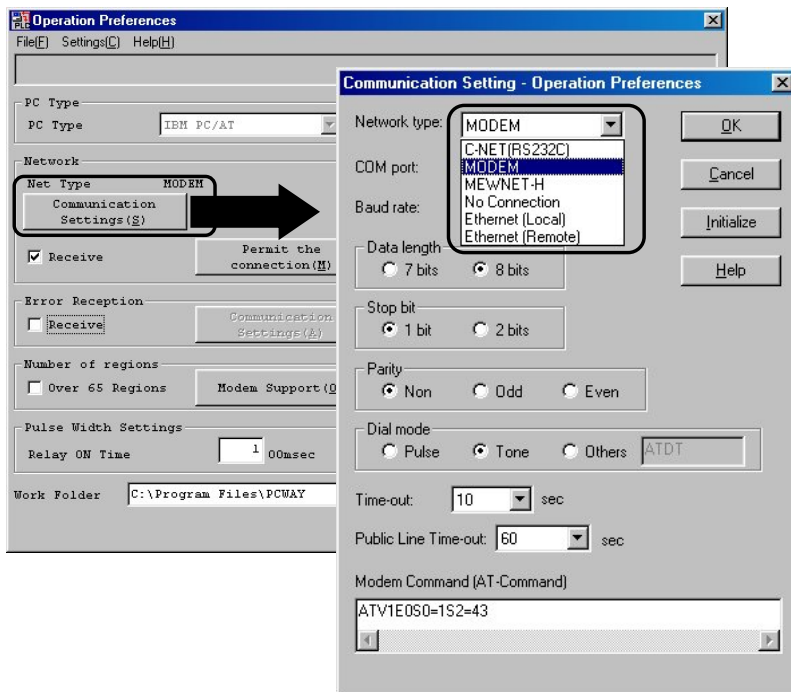 Operation Preferences
File(F) Settings(C) Help(H)
PC Type
PC Type IBM PC/AT
Network
Net Type MODEM
Communication
Settings(S)
Receive
Permit the
connection(M)
Error Reception
Receive
Communication
Settings(A)
Number of regions
Over 65 Regions Modem Support(O
Pulse Width Settings
Relay ON Time 1 00msec
Work Folder C:\Program Files\PCWAY
Communication Setting - Operation Preferences
Network type: MODEM
C-NET(RS232C)
MODEM
MEWNET-H
No Connection
Ethernet (Local)
Ethernet (Remote)
COM port:
Baud rate:
OK
Cancel
Initialize
Help
Data length
7 bits 8 bits
Stop bit
1 bit 2 bits
Parity
Non Odd Even
Dial mode
Pulse Tone Others ATDT
Time-out: 10 sec
Public Line Time-out: 60 sec
Modem Command (AT-Command)
ATV1E0S0=1S2=43